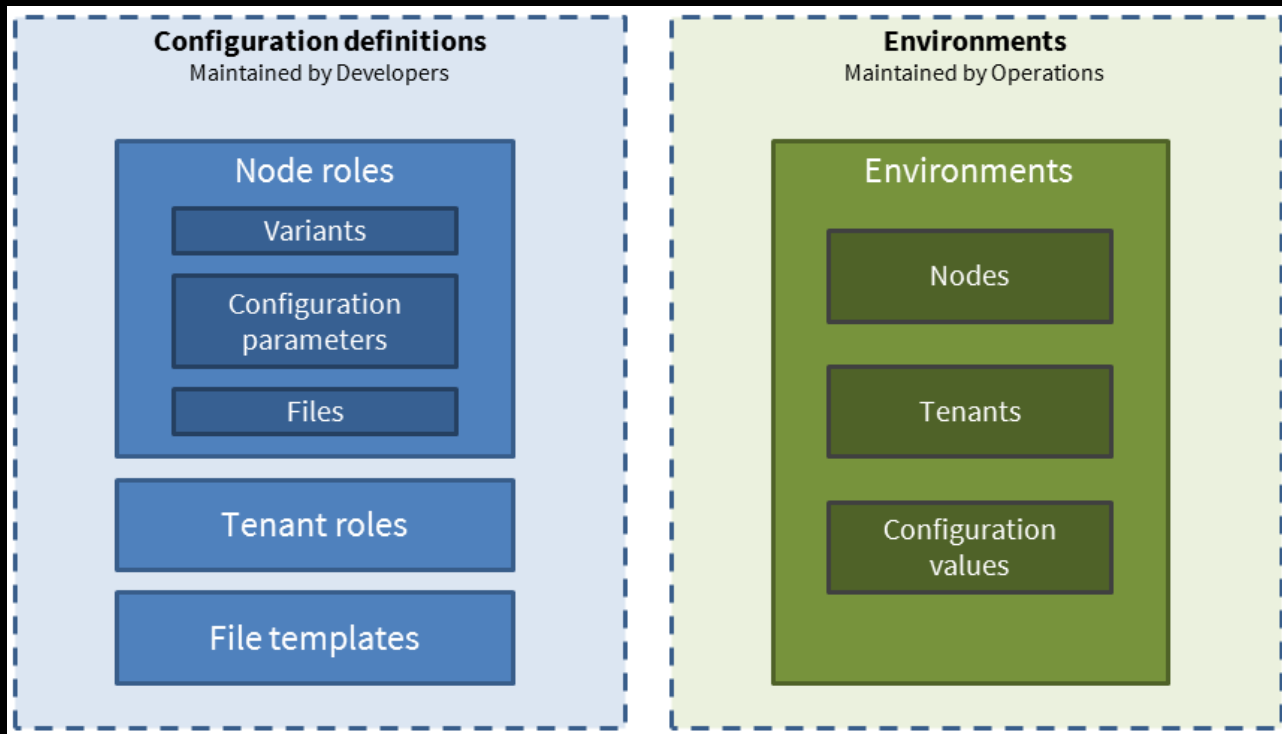 Configuration definitions
Maintained by Developers
Node roles
Variants
Configuration
parameters
Files
Tenant roles
File templates
Environments
Maintained by Operations
Environments
Nodes
Tenants
Configuration
values